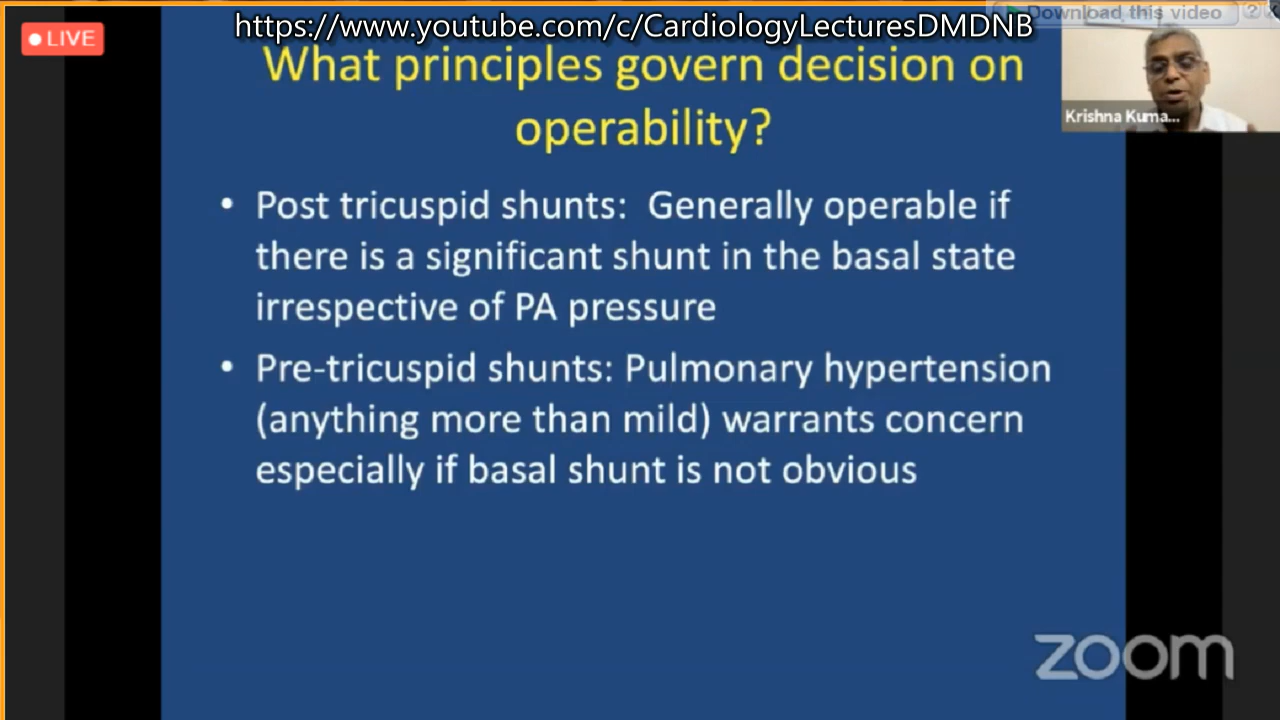 https://www.youtube.com/c/CardiologyLecturesDMDNB
Download this video
?
X
LIVE
What principles govern decision on
operability?
Krishna Kuma...
• Post tricuspid shunts: Generally operable if
there is a significant shunt in the basal state
irrespective of PA pressure
• Pre-tricuspid shunts: Pulmonary hypertension
(anything more than mild) warrants concern
especially if basal shunt is not obvious
zoom